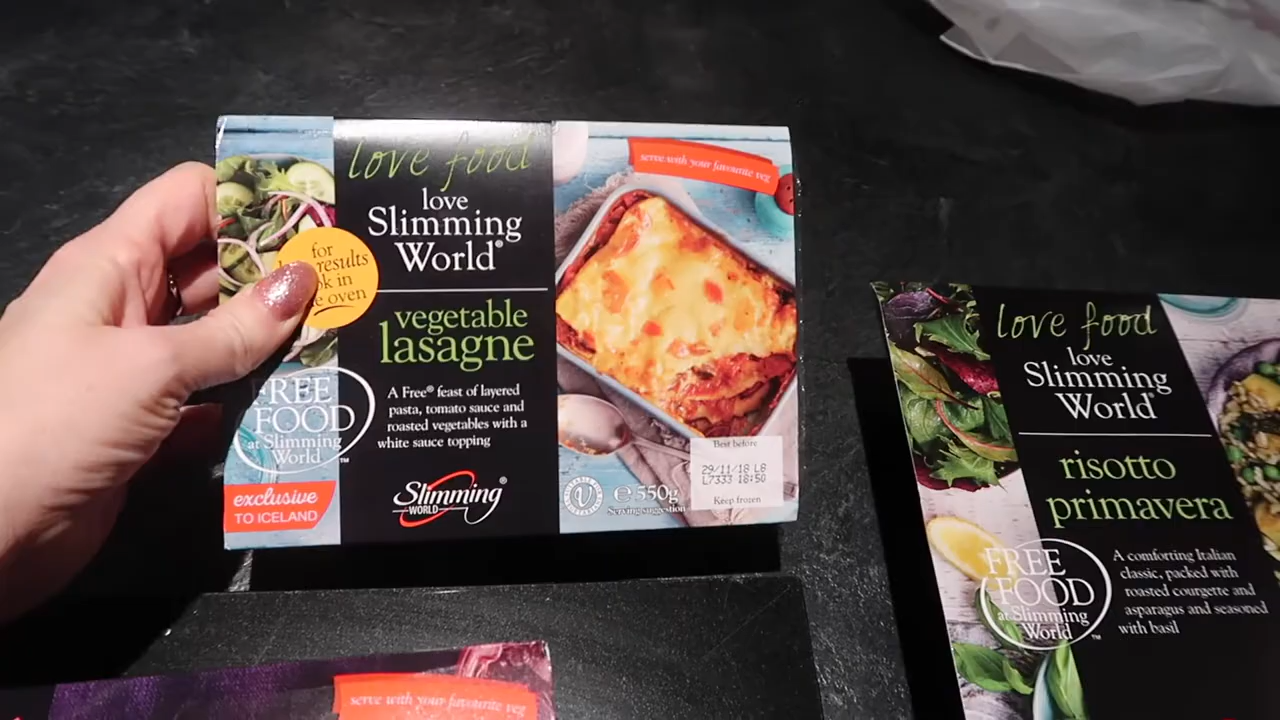 love food
love
Slimming
World®
vegetable
lasagne
A Free® feast of layered
pasta, tomato sauce and
roasted vegetables with a
white sauce topping
Slimming
WORLD®
for
results
in
oven
FREE
FOOD
at Slimming
World™
exclusive
TO ICELAND
serve with your favourite veg
Best before
29/11/18 L8
L7333 18:50
Keep frozen
℮ 550g
Serving suggestion
love food
love
Slimming
World®
risotto
primavera
FREE
FOOD
at Slimming
World™
A comforting Italian
classic, packed with
roasted courgette and
asparagus and seasoned
with basil
serve with your favourite veg